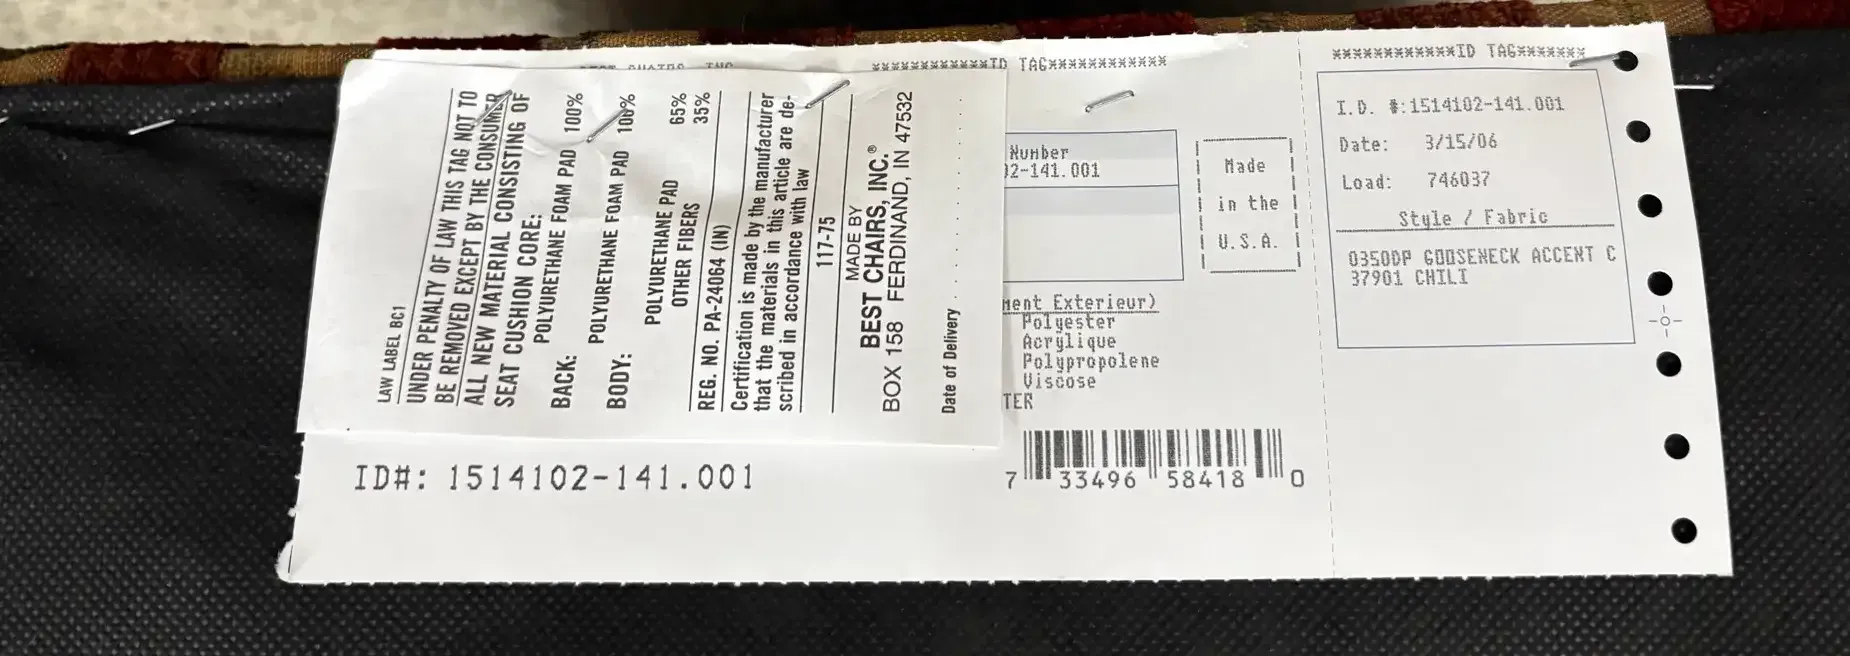 LAW LABEL BC1
UNDER PENALTY OF LAW THIS TAG NOT TO
BE REMOVED EXCEPT BY THE CONSUMER
ALL NEW MATERIAL CONSISTING OF
SEAT CUSHION CORE:
POLYURETHANE FOAM PAD 100%
BACK:
POLYURETHANE FOAM PAD 100%
BODY:
POLYURETHANE PAD 65%
OTHER FIBERS 35%
REG. NO. PA-24064 (IN)
Certification is made by the manufacturer
that the materials in this article are de-
scribed in accordance with law
117-75
MADE BY
BEST CHAIRS, INC.®
BOX 158 FERDINAND, IN 47532
Date of Delivery . . . . . . . . . . . . . . . .
ID#: 1514102-141.001
************ID TAG************
Number
02-141.001
Made
in the
U.S.A.
ment Exterieur)
Polyester
Acrylique
Polypropolene
Viscose
TER
7 33496 58418 0
************ID TAG*******
I.D. #:1514102-141.001
Date: 3/15/06
Load: 746037
Style / Fabric
0350DP GOOSENECK ACCENT C
37901 CHILI